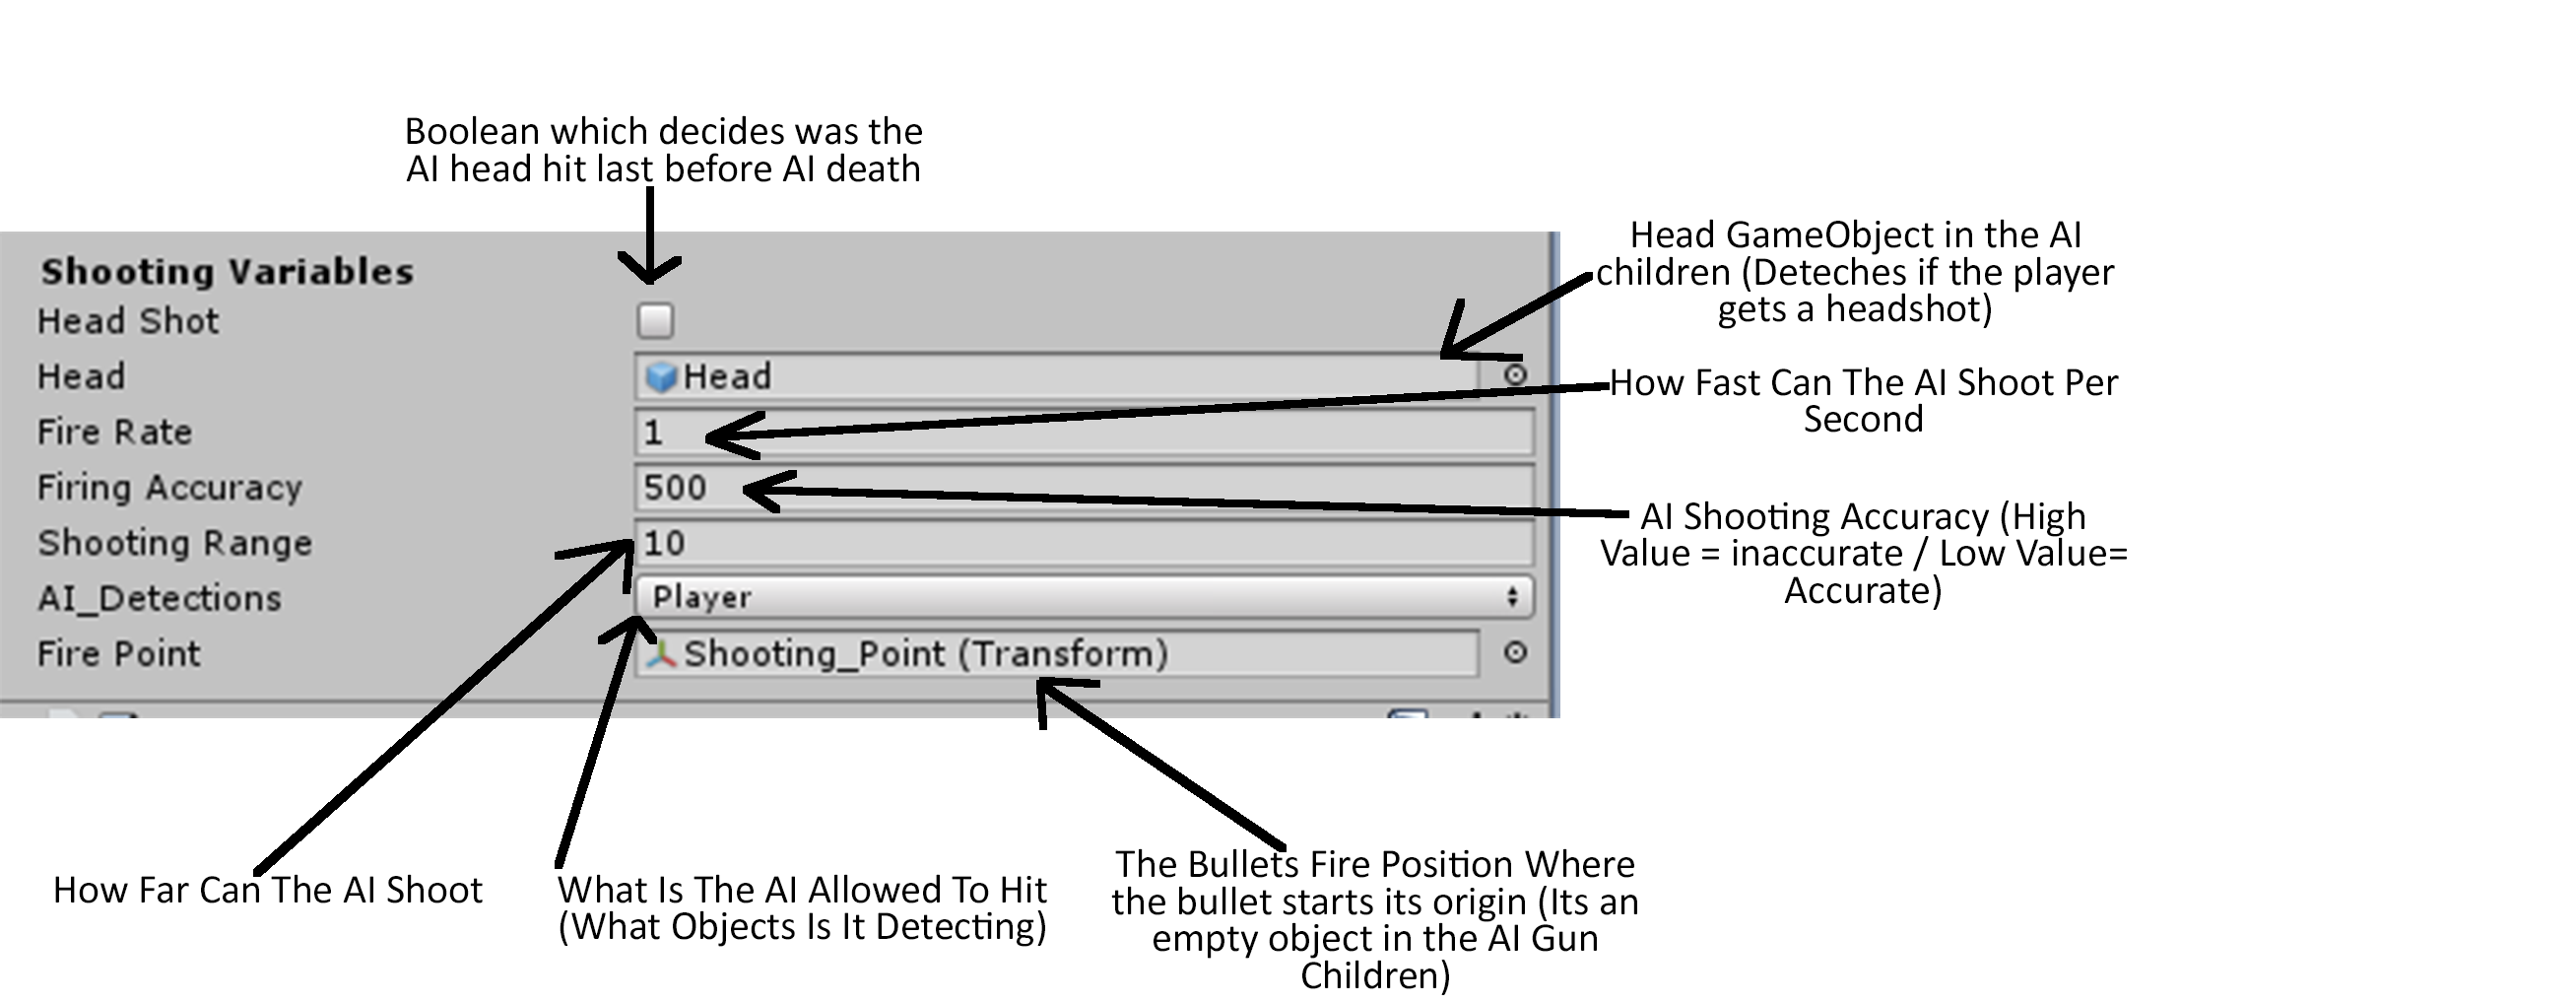 Boolean which decides was the
AI head hit last before AI death
Head GameObject in the AI
children (Deteches if the player
gets a headshot)
Shooting Variables
Head Shot
Head
Head
How Fast Can The AI Shoot Per
Second
Fire Rate
1
Firing Accuracy
500
AI Shooting Accuracy (High
Value = inaccurate / Low Value=
Accurate)
Shooting Range
10
AI_Detections
Player
Fire Point
Shooting_Point (Transform)
How Far Can The AI Shoot
What Is The AI Allowed To Hit
(What Objects Is It Detecting)
The Bullets Fire Position Where
the bullet starts its origin (Its an
empty object in the AI Gun
Children)